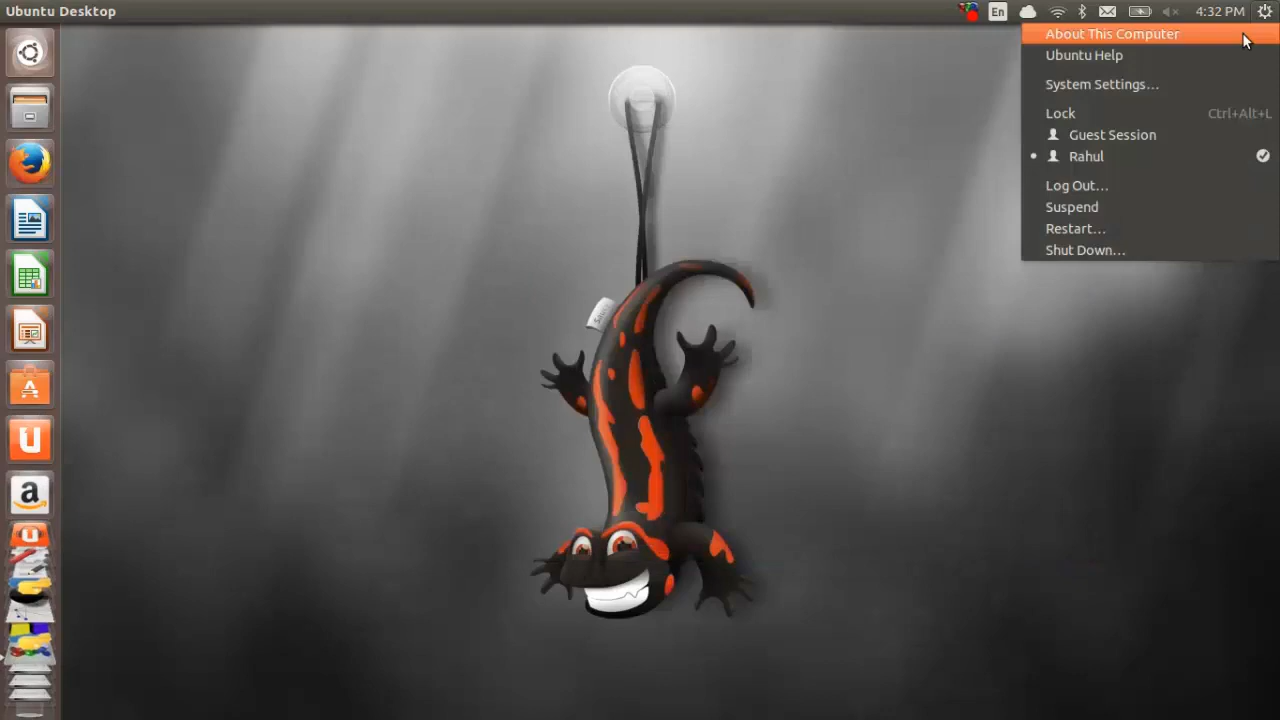 Ubuntu Desktop
En
4:32 PM
About This Computer
Ubuntu Help
System Settings...
Lock Ctrl+Alt+L
Guest Session
Rahul
Log Out...
Suspend
Restart...
Shut Down...